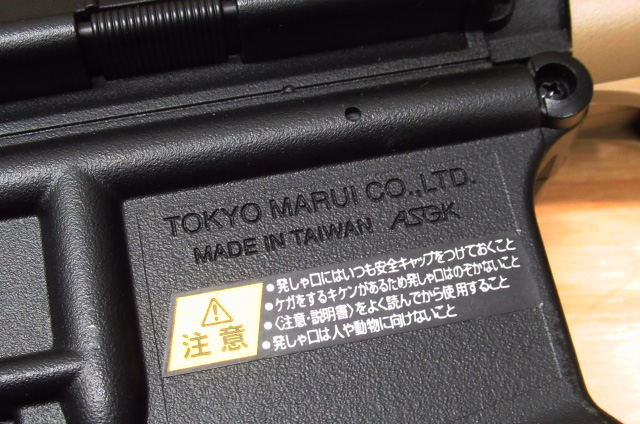 TOKYO MARUI CO.,LTD.
MADE IN TAIWAN ASGK
注意
•発しゃ口にはいつも安全キャップをつけておくこと
•ケガをするキケンがあるため発しゃ口はのぞかないこと
•〈注意・説明書〉をよく読んでから使用すること
•発しゃ口は人や動物に向けないこと